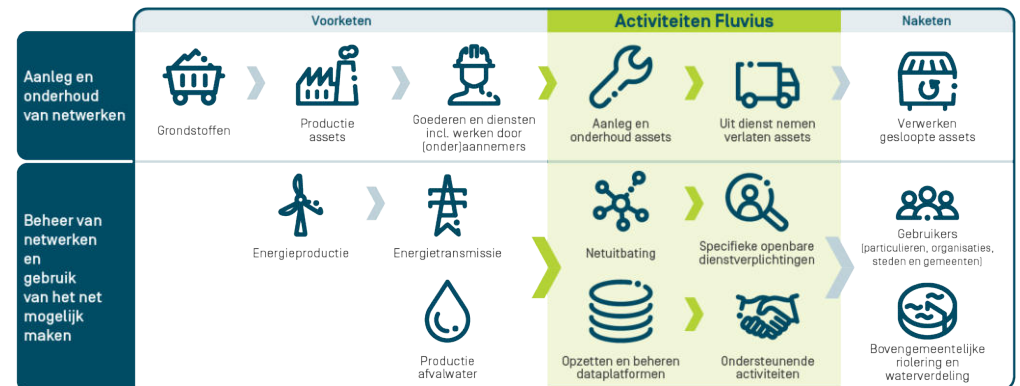 Voorketen
Activiteiten Fluvius
Naketen
Aanleg en
onderhoud
van netwerken
Grondstoffen
Productie
assets
Goederen en diensten
incl. werken door
(onder)aannemers
Aanleg en
onderhoud assets
Uit dienst nemen
verlaten assets
Verwerken
gesloopte assets
Beheer van
netwerken
en
gebruik
van het net
mogelijk
maken
Energieproductie
Energietransmissie
Netuitbating
Specifieke openbare
dienstverplichtingen
Gebruikers
(particulieren, organisaties,
steden en gemeenten)
Productie
afvalwater
Opzetten en beheren
dataplatformen
Ondersteunende
activiteiten
Bovengemeentelijke
riolering en
waterverdeling